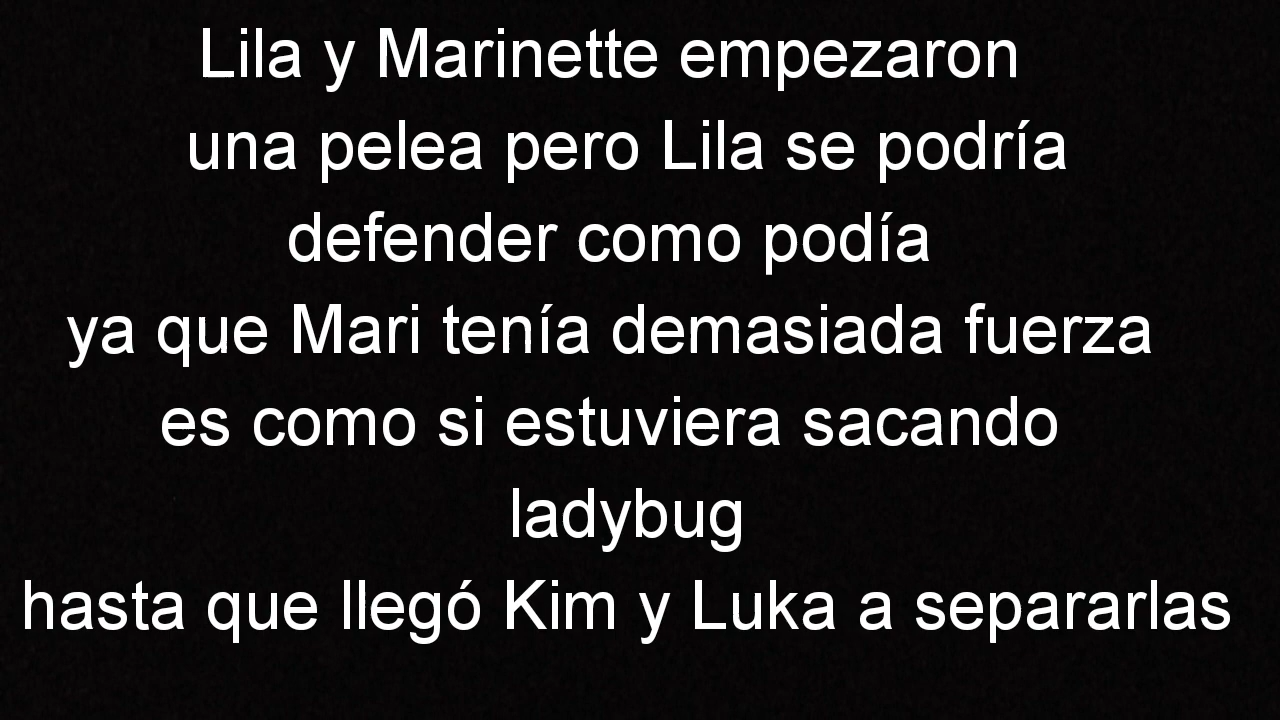 Lila y Marinette empezaron
una pelea pero Lila se podría
defender como podía
ya que Mari tenía demasiada fuerza
es como si estuviera sacando
ladybug
hasta que llegó Kim y Luka a separarlas